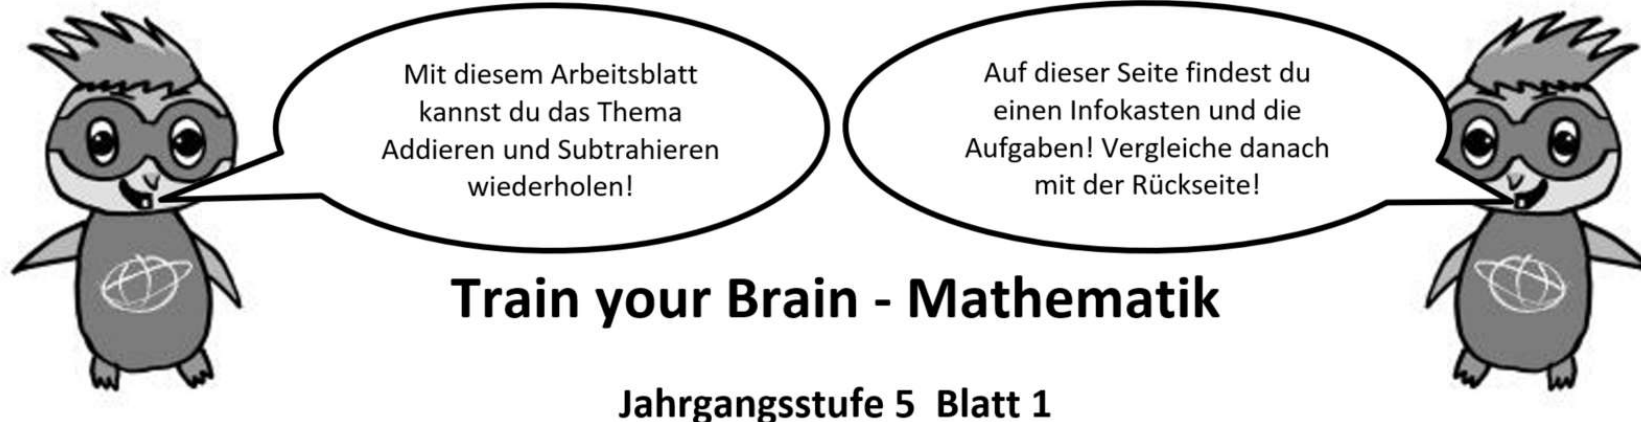 Mit diesem Arbeitsblatt
kannst du das Thema
Addieren und Subtrahieren
wiederholen!
Auf dieser Seite findest du
einen Infokasten und die
Aufgaben! Vergleiche danach
mit der Rückseite!
Train your Brain - Mathematik
Jahrgangsstufe 5 Blatt 1